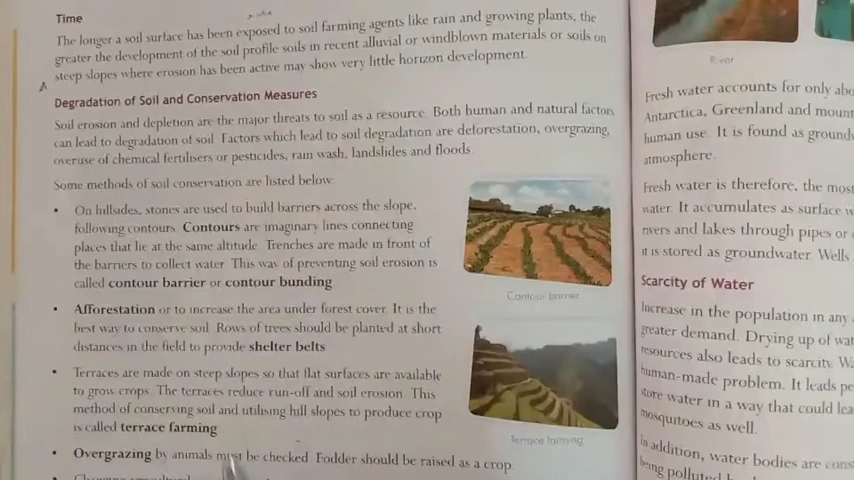 Time
The longer a soil surface has been exposed to soil farming agents like rain and growing plants, the
greater the development of the soil profile soils in recent alluvial or windblown materials or soils on
steep slopes where erosion has been active may show very little horizon development.
Degradation of Soil and Conservation Measures
Soil erosion and depletion are the major threats to soil as a resource. Both human and natural factors
can lead to degradation of soil. Factors which lead to soil degradation are deforestation, overgrazing,
overuse of chemical fertilisers or pesticides, rain wash, landslides and floods.
Some methods of soil conservation are listed below:
• On hillsides, stones are used to build barriers across the slope,
following contours. Contours are imaginary lines connecting
places that lie at the same altitude. Trenches are made in front of
the barriers to collect water. This way of preventing soil erosion is
called contour barrier or contour bunding
Contour barrier
• Afforestation or to increase the area under forest cover. It is the
best way to conserve soil. Rows of trees should be planted at short
distances in the field to provide shelter belts
• Terraces are made on steep slopes so that flat surfaces are available
to grow crops. The terraces reduce run-off and soil erosion. This
method of conserving soil and utilising hill slopes to produce crop
is called terrace farming
Terrace farming
• Overgrazing by animals must be checked. Fodder should be raised as a crop.
River
Fresh water accounts for only
Antarctica, Greenland and
human use. It is found as
atmosphere.
Fresh water is therefore, the most
water. It accumulates as surface
rivers and lakes through pipes or
it is stored as groundwater. Wells
Scarcity of Water
Increase in the population in any
greater demand. Drying up of
resources also leads to scarcity.
human-made problem. It leads
store water in a way that could
mosquitoes as well.
In addition, water bodies are
being polluted